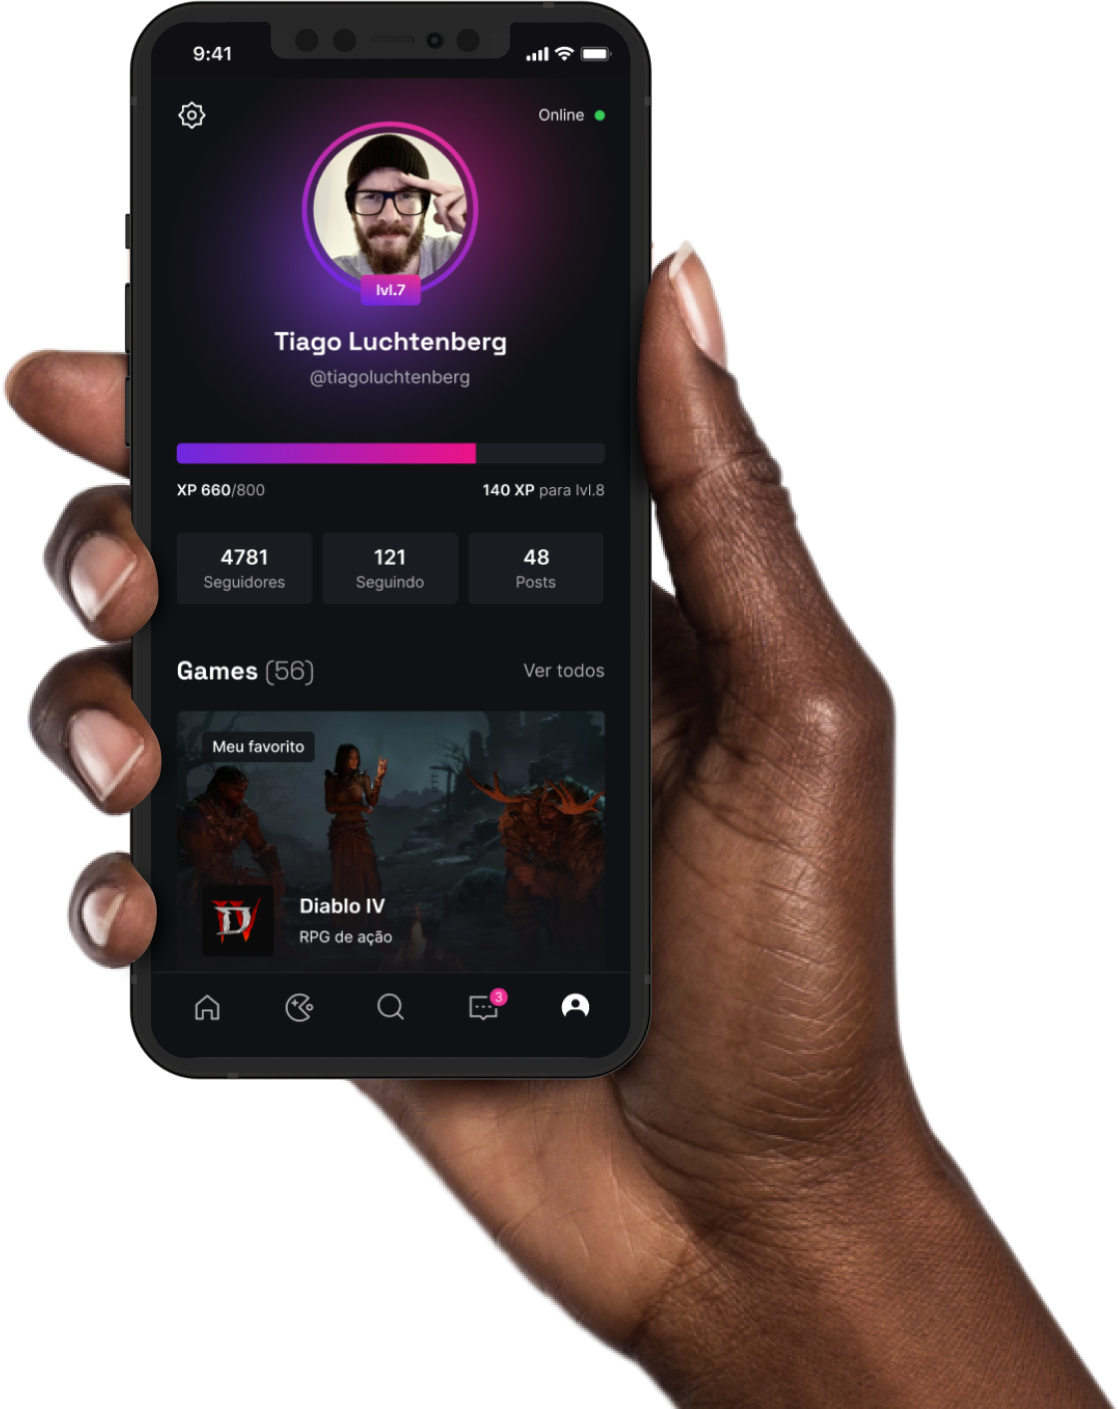 9:41
Online
lvl.7
Tiago Luchtenberg
@tiagoluchtenberg
XP 660/800
140 XP para lvl.8
4781
Seguidores
121
Seguindo
48
Posts
Games (56)
Ver todos
Meu favorito
D IV
Diablo IV
RPG de ação
3